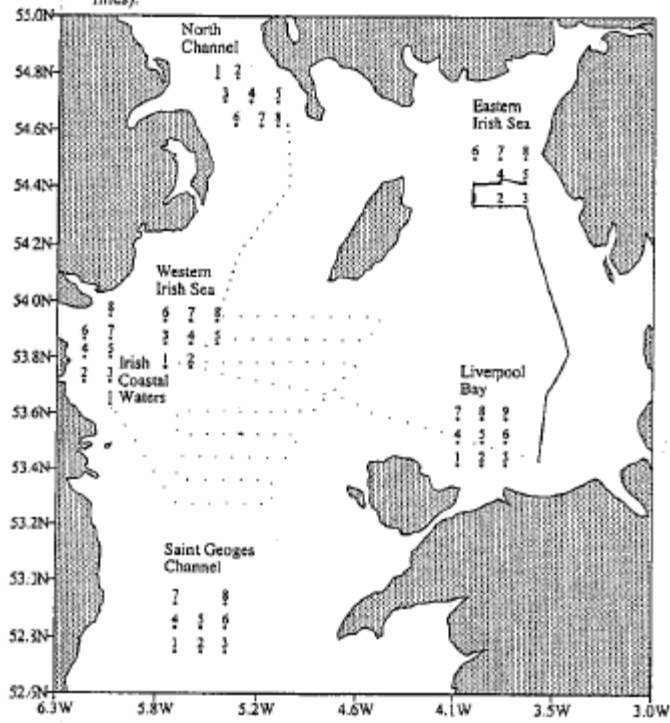 times).
55.0N
North
Channel
1 2
54.8N
3 4 5
6 7 8
54.6N
Eastern
Irish Sea
6 7 8
4 5
54.4N
1 2 3
54.2N
Western
Irish Sea
54.0N
8
6 7 8
6 7
3 4 5
4 5
53.8N
1 2
Irish
Coastal
Waters
2 3
1
Liverpool
Bay
7 8 9
53.6N
4 5 6
1 2 3
53.4N
53.2N
Saint Geoges
Channel
53.1N
7 8
4 5 6
52.8N
1 2 3
6.3W 5.8W 5.2W 4.6W 4.1W 3.5W 3.0W